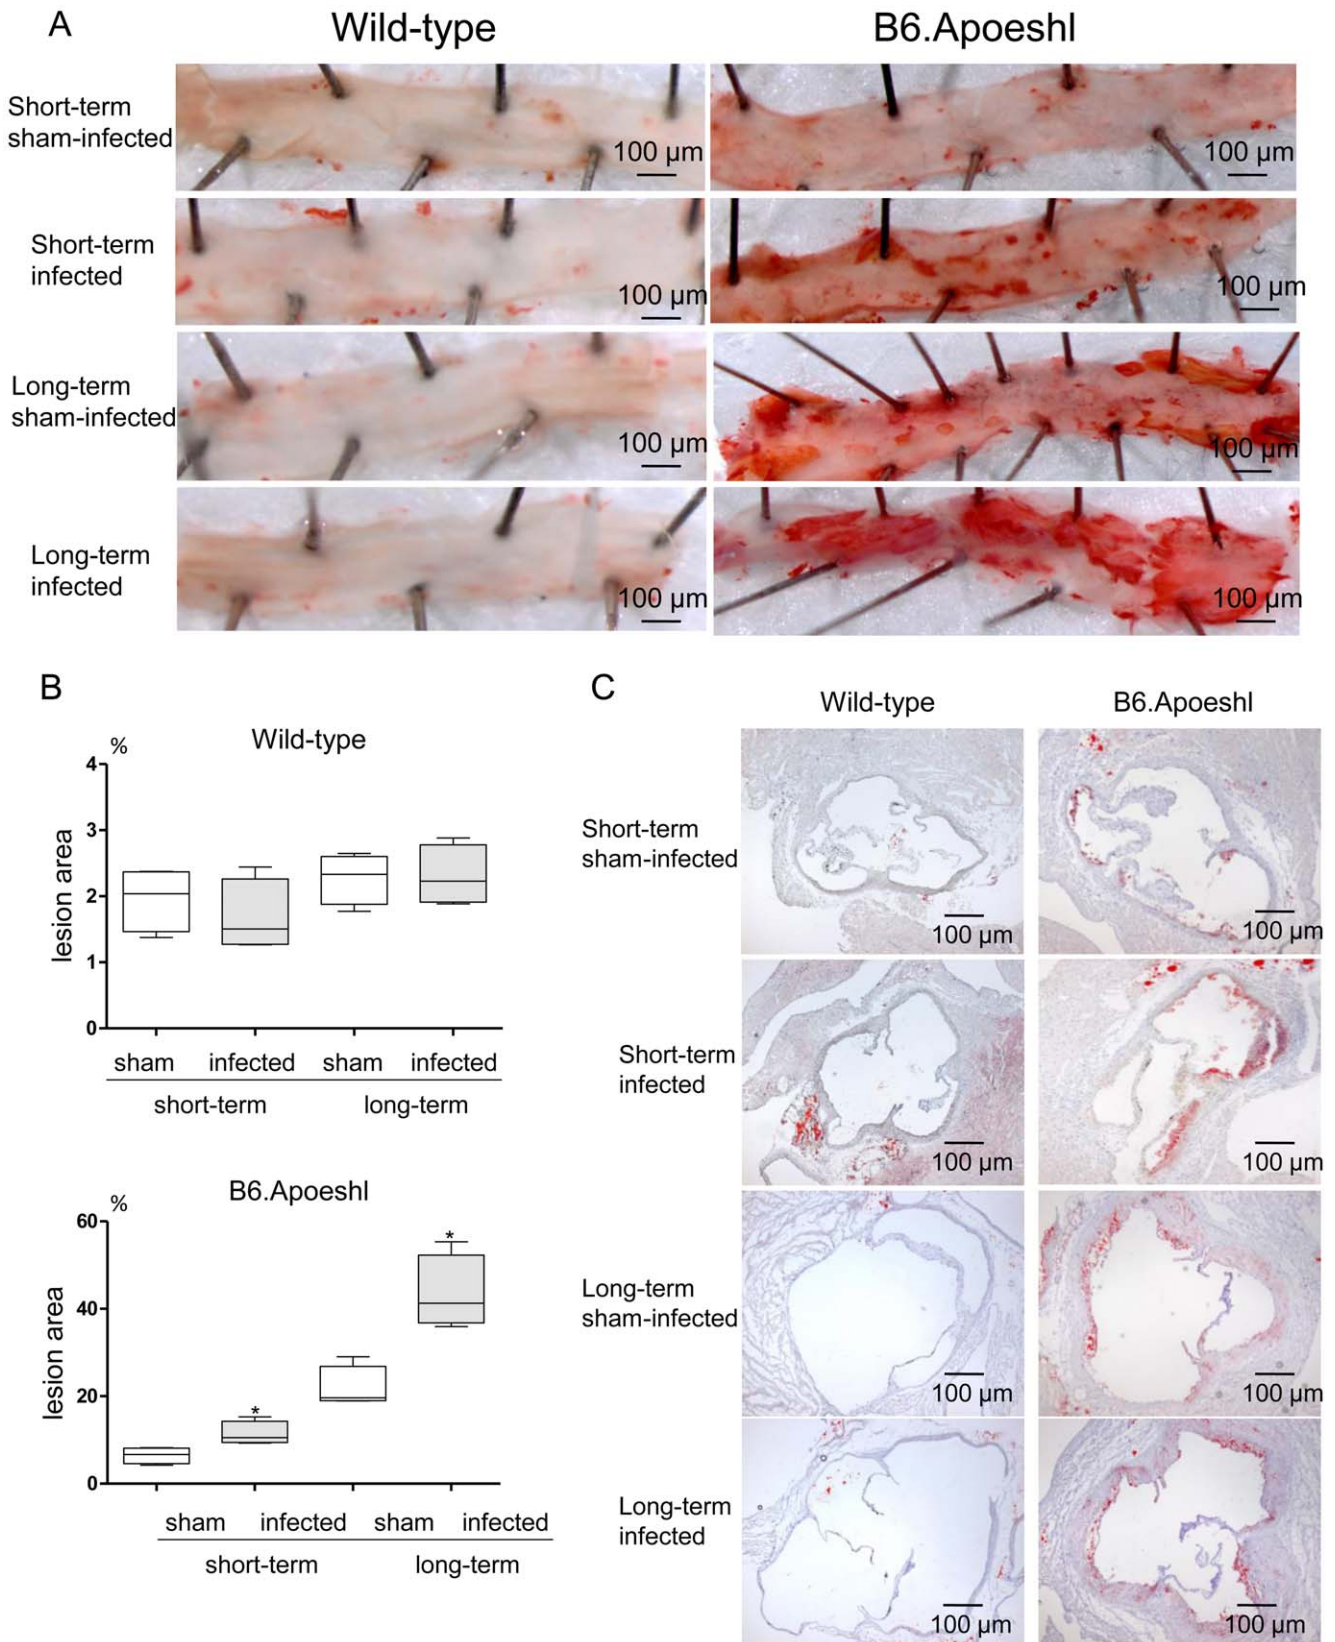 A
Wild-type
B6.Apoeshl
Short-term
sham-infected
100 µm
100 µm
Short-term
infected
100 µm
100 µm
Long-term
sham-infected
100 µm
100 µm
Long-term
infected
100 µm
100 µm
B
Wild-type
%
4
3
2
1
0
lesion area
sham infected sham infected
short-term long-term
B6.Apoeshl
%
60
40
20
0
lesion area
*
*
sham infected sham infected
short-term long-term
C
Wild-type
B6.Apoeshl
Short-term
sham-infected
100 µm
100 µm
Short-term
infected
100 µm
100 µm
Long-term
sham-infected
100 µm
100 µm
Long-term
infected
100 µm
100 µm